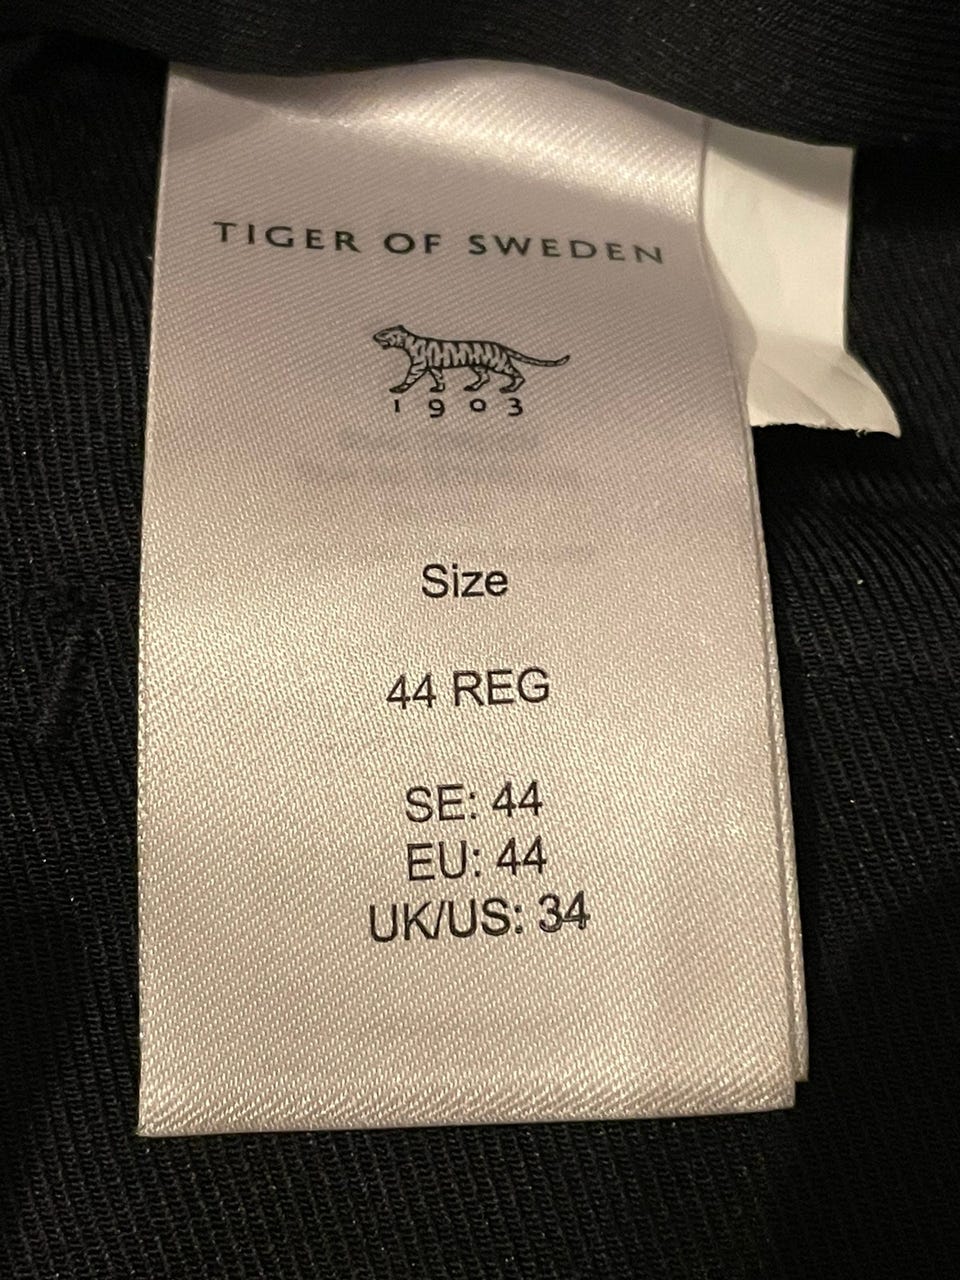 TIGER OF SWEDEN
1903
Size
44 REG
SE: 44
EU: 44
UK/US: 34